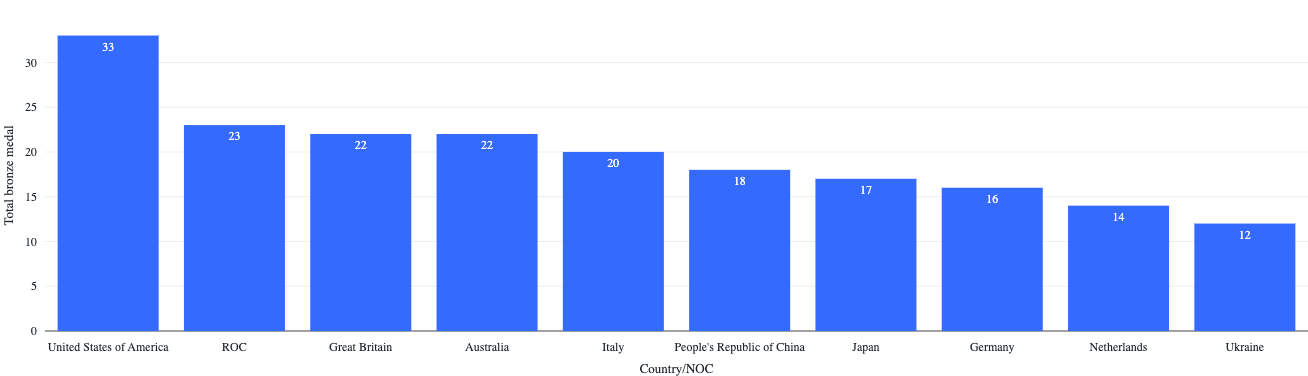 33
30
25
20
15
10
5
0
23
22
22
20
18
17
16
14
12
Total bronze medal
United States of America
ROC
Great Britain
Australia
Italy
People's Republic of China
Japan
Germany
Netherlands
Ukraine
Country/NOC